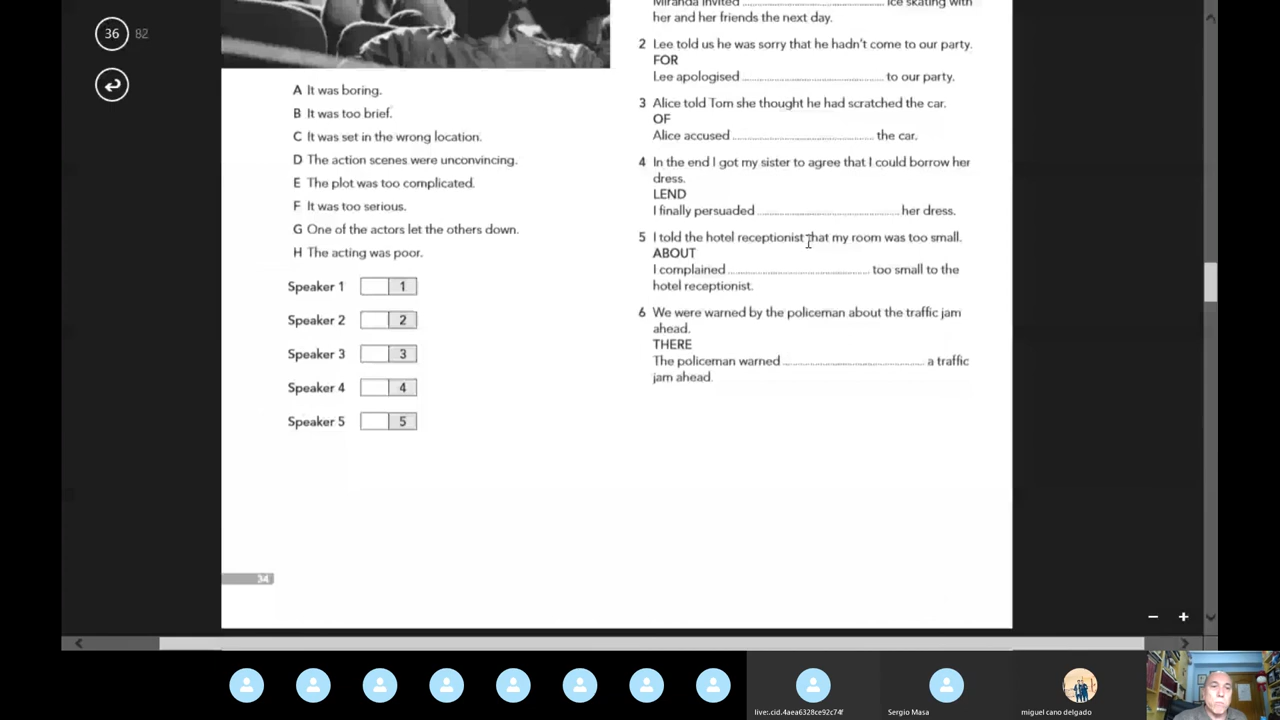 36 82
A It was boring.
B It was too brief.
C It was set in the wrong location.
D The action scenes were unconvincing.
E The plot was too complicated.
F It was too serious.
G One of the actors let the others down.
H The acting was poor.
Speaker 1 1
Speaker 2 2
Speaker 3 3
Speaker 4 4
Speaker 5 5
34
Miranda invited .......... ice skating with
her and her friends the next day.
2 Lee told us he was sorry that he hadn't come to our party.
FOR
Lee apologised .......... to our party.
3 Alice told Tom she thought he had scratched the car.
OF
Alice accused .......... the car.
4 In the end I got my sister to agree that I could borrow her
dress.
LEND
I finally persuaded .......... her dress.
5 I told the hotel receptionist that my room was too small.
ABOUT
I complained .......... too small to the
hotel receptionist.
6 We were warned by the policeman about the traffic jam
ahead.
THERE
The policeman warned .......... a traffic
jam ahead.
live:.cid.4aea6328ce92c74f
Sergio Masa
miguel cano delgado